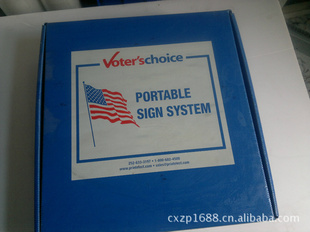 Voter'schoice
PORTABLE
SIGN SYSTEM
cxzp1688.cn.alibaba.com